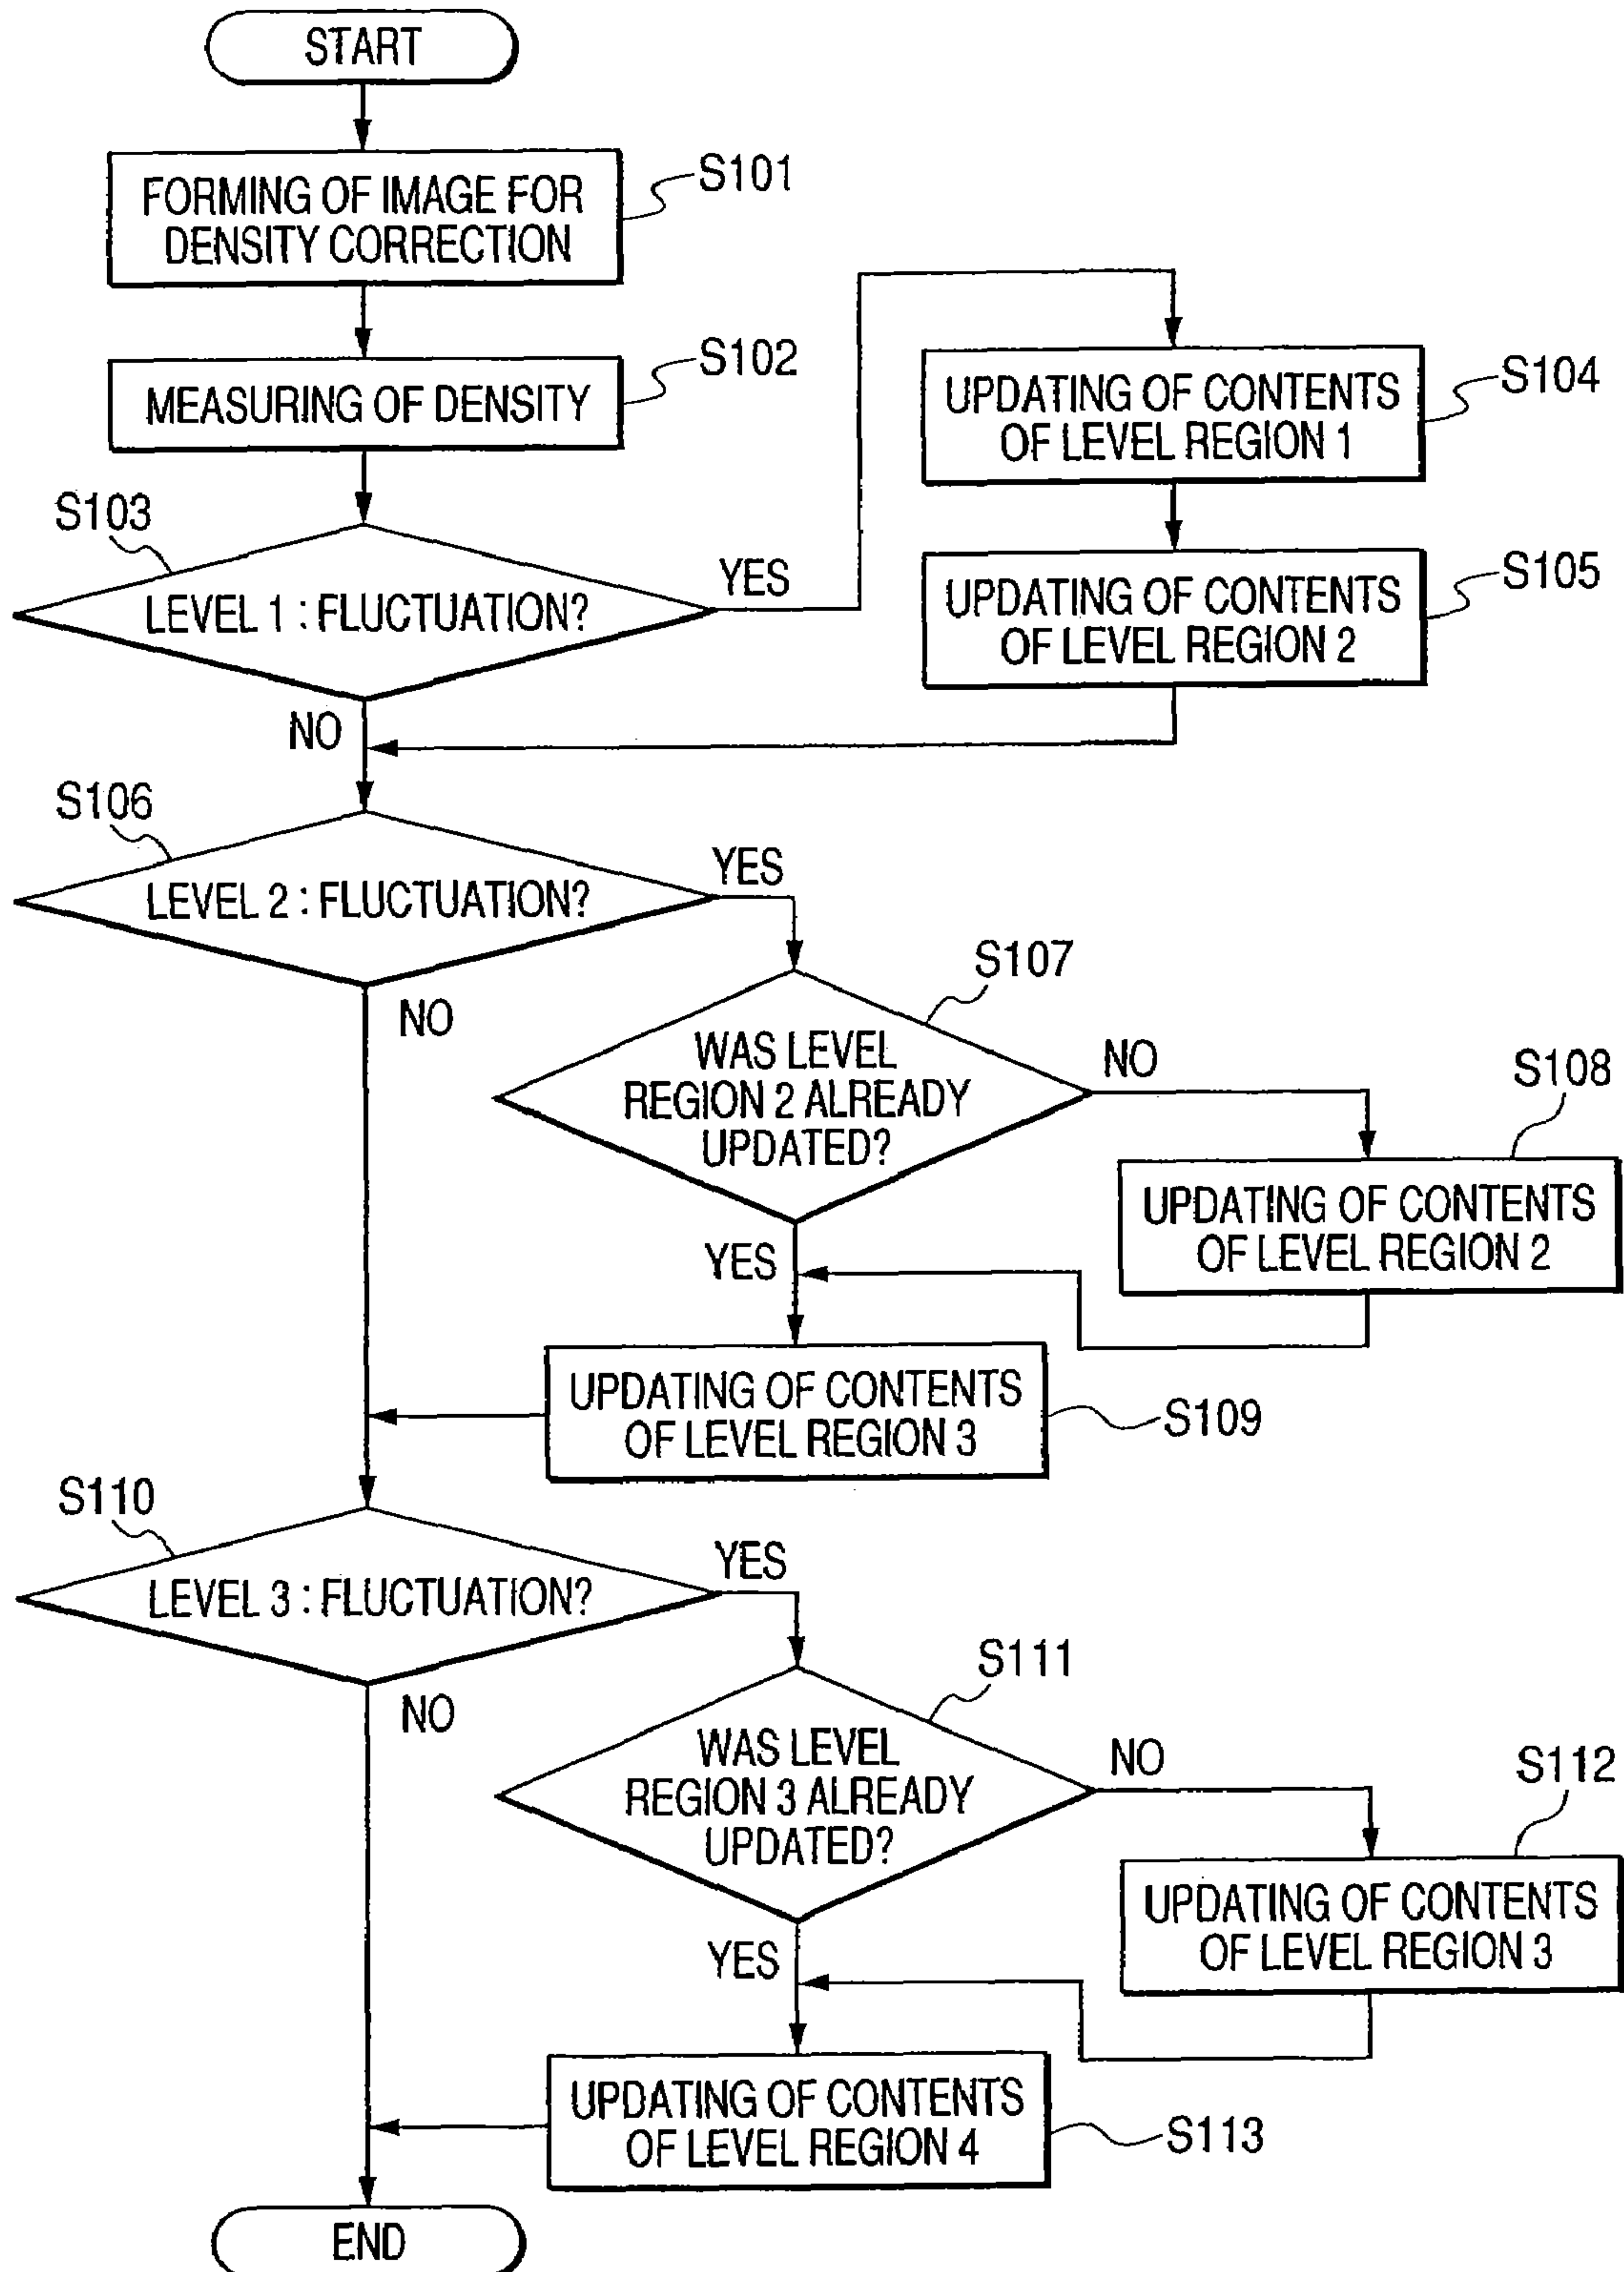 START
FORMING OF IMAGE FOR
DENSITY CORRECTION
S101
MEASURING OF DENSITY
S102
S103
LEVEL 1 : FLUCTUATION?
YES
NO
UPDATING OF CONTENTS
OF LEVEL REGION 1
S104
UPDATING OF CONTENTS
OF LEVEL REGION 2
S105
S106
LEVEL 2 : FLUCTUATION?
YES
NO
S107
WAS LEVEL
REGION 2 ALREADY
UPDATED?
NO
YES
S108
UPDATING OF CONTENTS
OF LEVEL REGION 2
UPDATING OF CONTENTS
OF LEVEL REGION 3
S109
S110
LEVEL 3 : FLUCTUATION?
YES
NO
S111
WAS LEVEL
REGION 3 ALREADY
UPDATED?
NO
YES
S112
UPDATING OF CONTENTS
OF LEVEL REGION 3
UPDATING OF CONTENTS
OF LEVEL REGION 4
S113
END